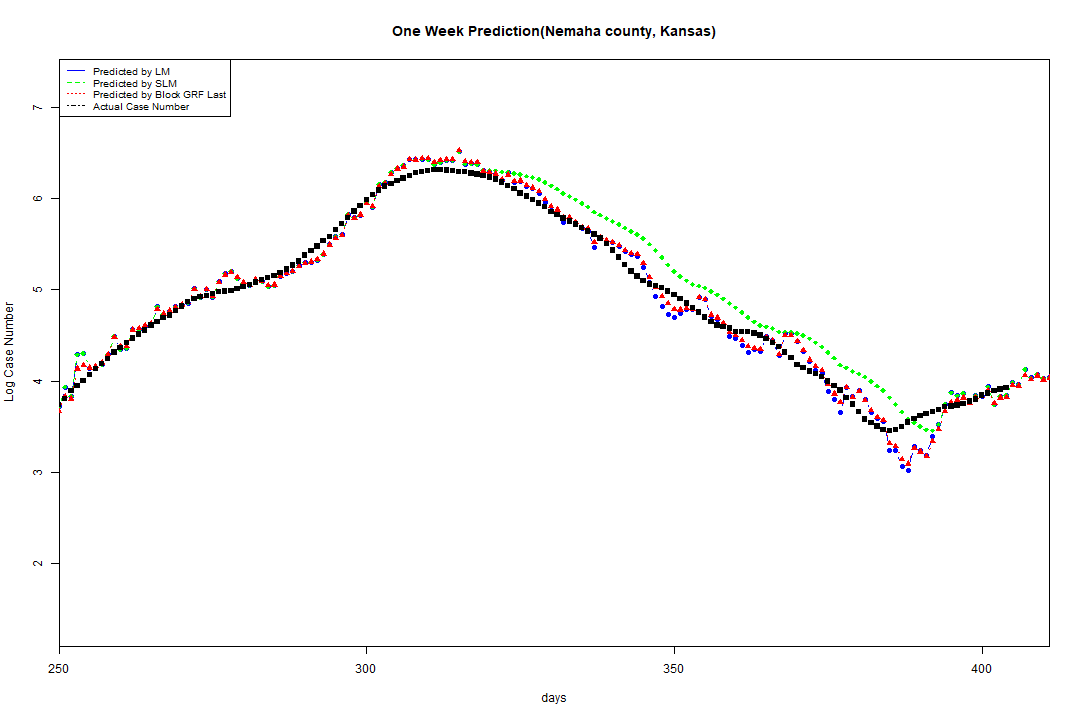 One Week Prediction(Nemaha county, Kansas)
Predicted by LM
Predicted by SLM
Predicted by Block GRF Last
Actual Case Number
7
6
5
4
3
2
Log Case Number
250
300
350
400
days